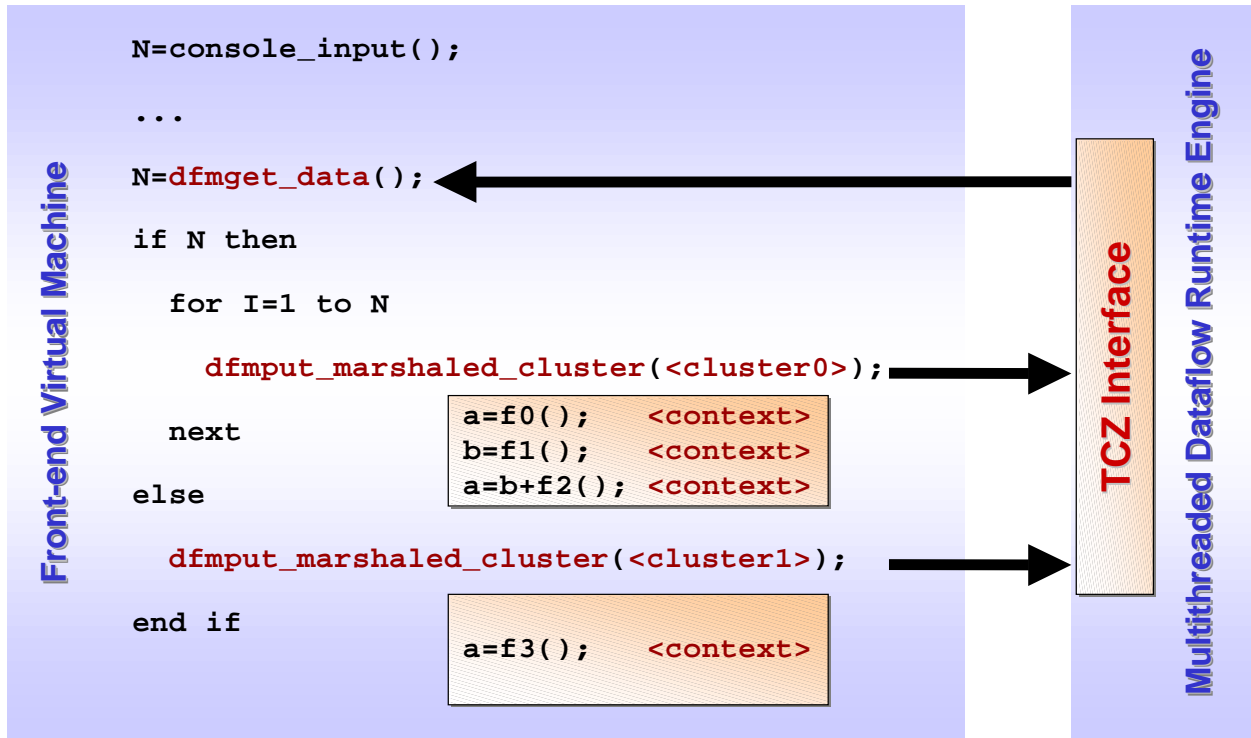 Front-end Virtual Machine
N=console_input();
...
N=dfmget_data();
if N then
for I=1 to N
dfmput_marshaled_cluster(<cluster0>);
next
a=f0(); <context>
b=f1(); <context>
a=b+f2(); <context>
else
dfmput_marshaled_cluster(<cluster1>);
end if
a=f3(); <context>
TCZ Interface
Multithreaded Dataflow Runtime Engine